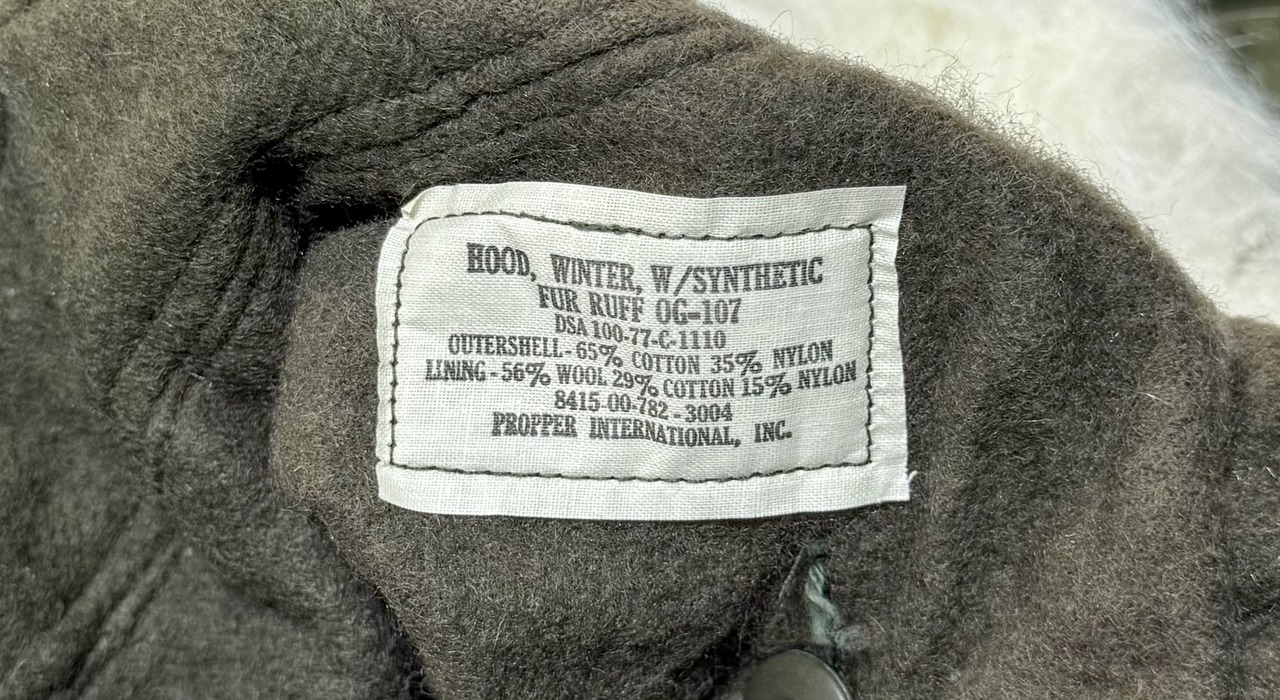 HOOD, WINTER, W/SYNTHETIC
FUR RUFF OG-107
DSA 100-77-C-1110
OUTERSHELL-65% COTTON 35% NYLON
LINING-56% WOOL 29% COTTON 15% NYLON
8415-00-782-3004
PROPPER INTERNATIONAL, INC.